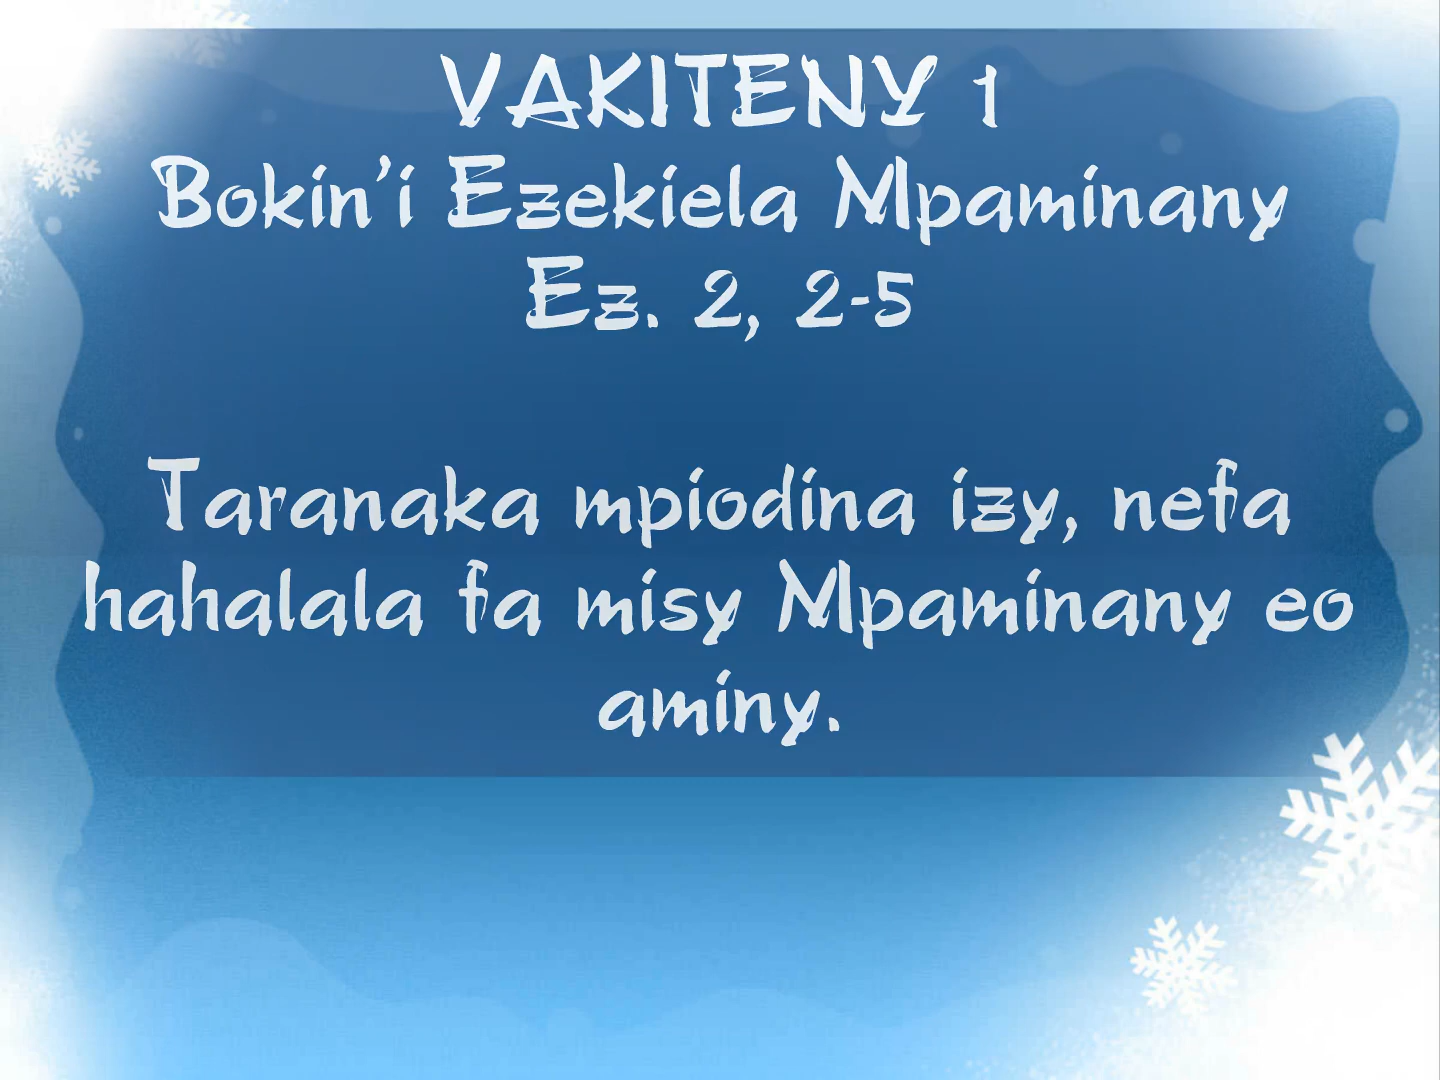 VAKITENY 1
Bokin’i Ezekiela Mpaminany
Ez. 2, 2-5
Taranaka mpiodina izy, nefa
hahalala fa misy Mpaminany eo
aminy.